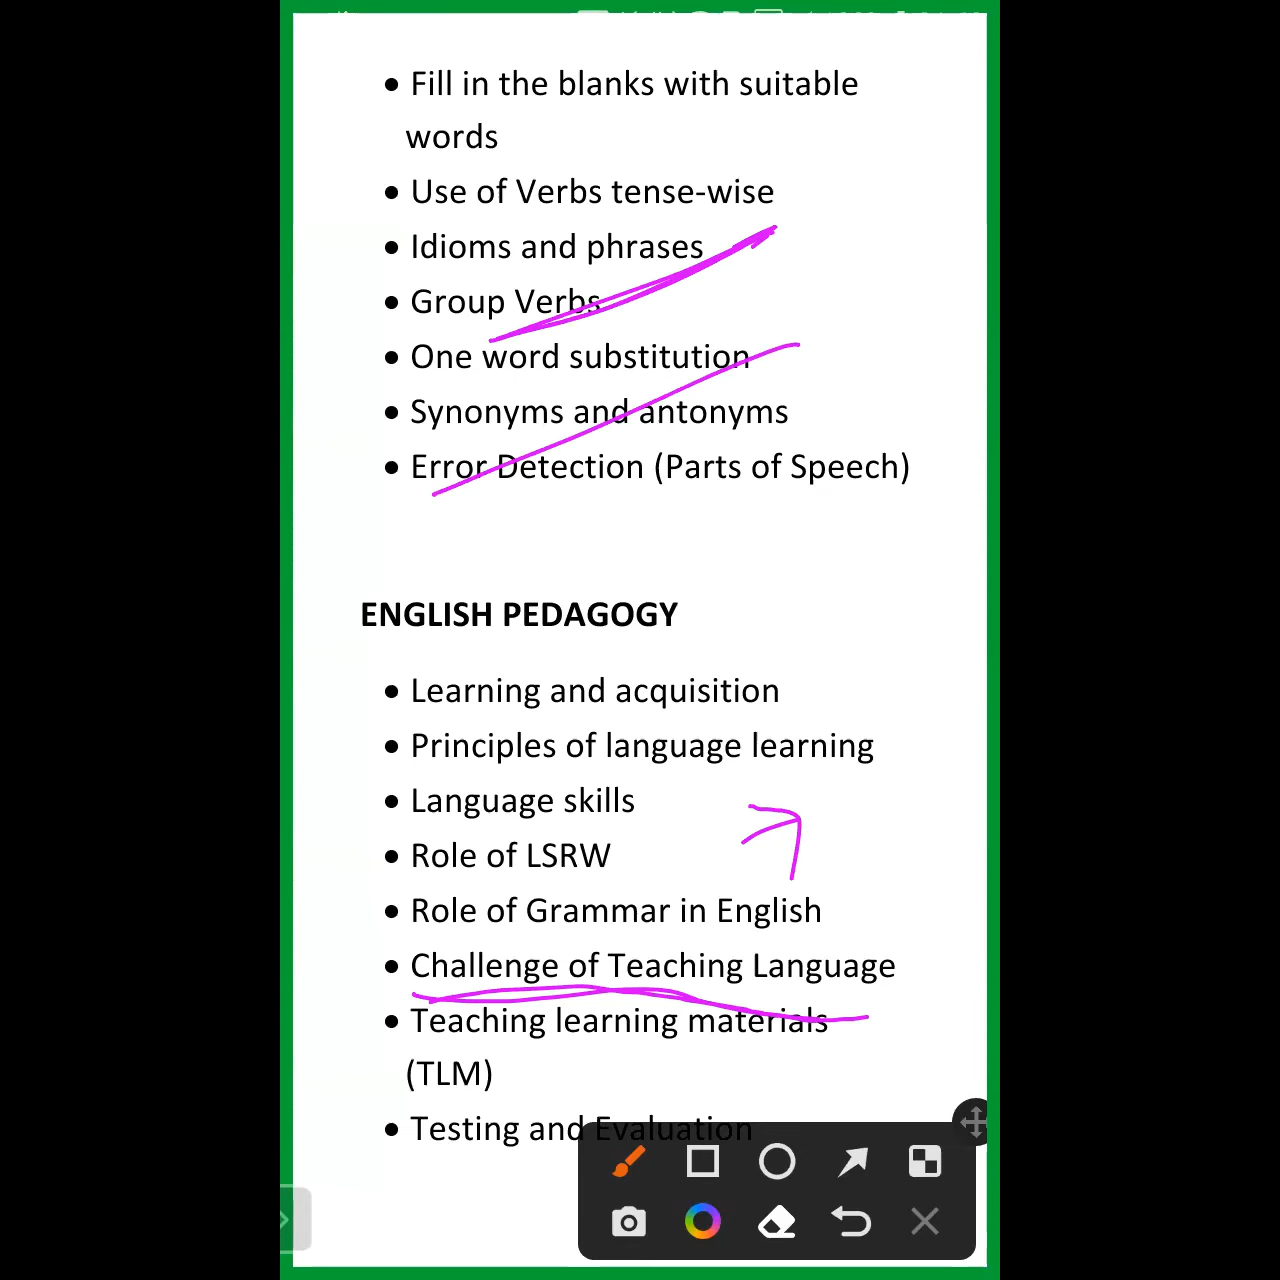 • Fill in the blanks with suitable
words
• Use of Verbs tense-wise
• Idioms and phrases
• Group Verbs
• One word substitution
• Synonyms and antonyms
• Error Detection (Parts of Speech)
ENGLISH PEDAGOGY
• Learning and acquisition
• Principles of language learning
• Language skills
• Role of LSRW
• Role of Grammar in English
• Challenge of Teaching Language
• Teaching learning materials
(TLM)
• Testing and Evaluation